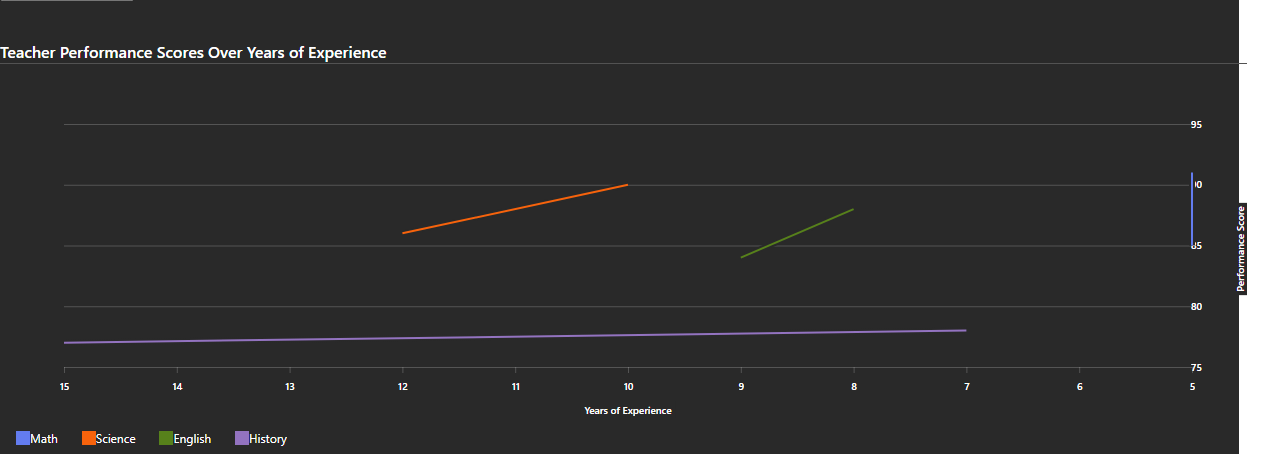 Teacher Performance Scores Over Years of Experience
95
85
80
75
Performance Score
15 14 13 12 11 10 9 8 7 6 5
Years of Experience
Math Science English History